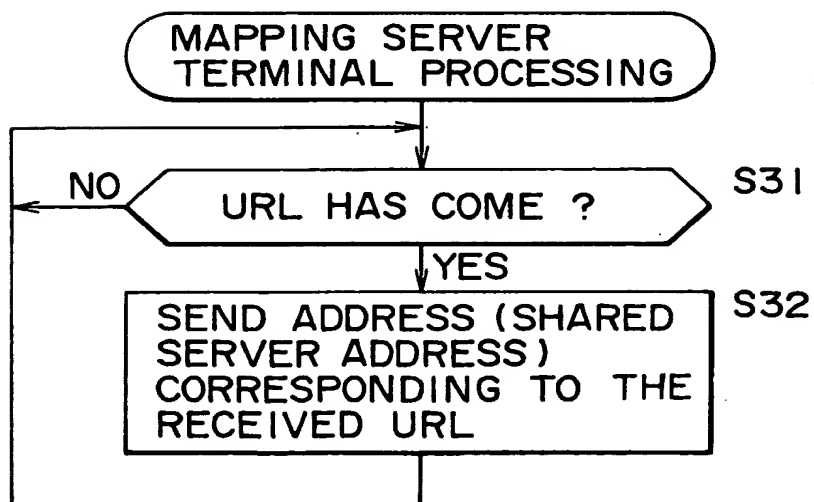 MAPPING SERVER
TERMINAL PROCESSING
NO
URL HAS COME ?
S31
YES
S32
SEND ADDRESS (SHARED
SERVER ADDRESS)
CORRESPONDING TO THE
RECEIVED URL